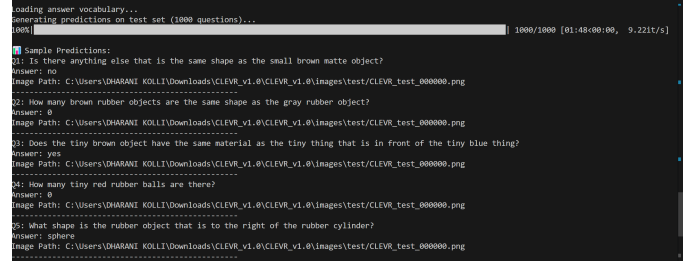 Loading answer vocabulary...
Generating predictions on test set (1000 questions)...
100%| | 1000/1000 [01:48<00:00, 9.22it/s]
📊 Sample Predictions:
Q1: Is there anything else that is the same shape as the small brown matte object?
Answer: no
Image Path: C:\Users\DHARANI KOLLI\Downloads\CLEVR_v1.0\CLEVR_v1.0\images\test/CLEVR_test_000000.png
--------------------------------------------------
Q2: How many brown rubber objects are the same shape as the gray rubber object?
Answer: 0
Image Path: C:\Users\DHARANI KOLLI\Downloads\CLEVR_v1.0\CLEVR_v1.0\images\test/CLEVR_test_000000.png
--------------------------------------------------
Q3: Does the tiny brown object have the same material as the tiny thing that is in front of the tiny blue thing?
Answer: yes
Image Path: C:\Users\DHARANI KOLLI\Downloads\CLEVR_v1.0\CLEVR_v1.0\images\test/CLEVR_test_000000.png
--------------------------------------------------
Q4: How many tiny red rubber balls are there?
Answer: 0
Image Path: C:\Users\DHARANI KOLLI\Downloads\CLEVR_v1.0\CLEVR_v1.0\images\test/CLEVR_test_000000.png
--------------------------------------------------
Q5: What shape is the rubber object that is to the right of the rubber cylinder?
Answer: sphere
Image Path: C:\Users\DHARANI KOLLI\Downloads\CLEVR_v1.0\CLEVR_v1.0\images\test/CLEVR_test_000000.png
--------------------------------------------------